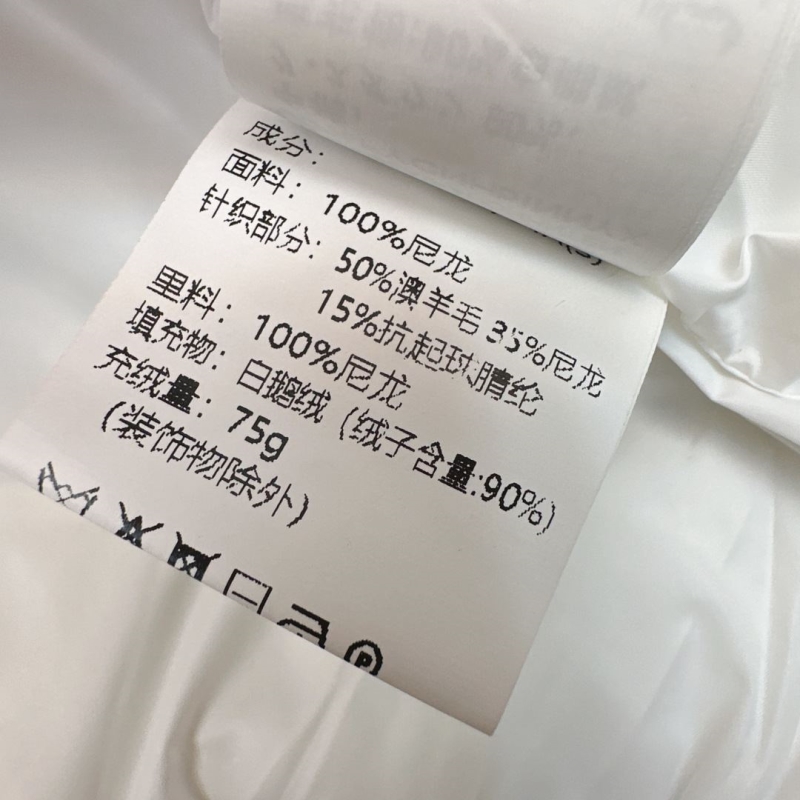 成分：
面料：100%尼龙
针织部分：50%澳羊毛 35%尼龙
15%抗起球腈纶
里料：100%尼龙
填充物：白鹅绒（绒子含量:90%）
充绒量：75g
（装饰物除外）
P